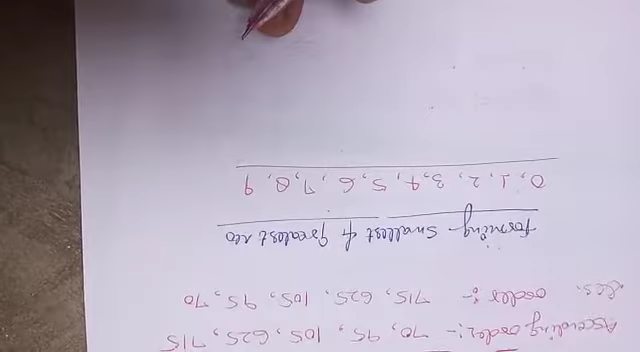 Ascending order:- 70, 95, 105, 625, 715
Des. order:- 715, 625, 105, 95, 70
forming Smallest & greatest no
0, 1, 2, 3, 4, 5, 6, 7, 8, 9